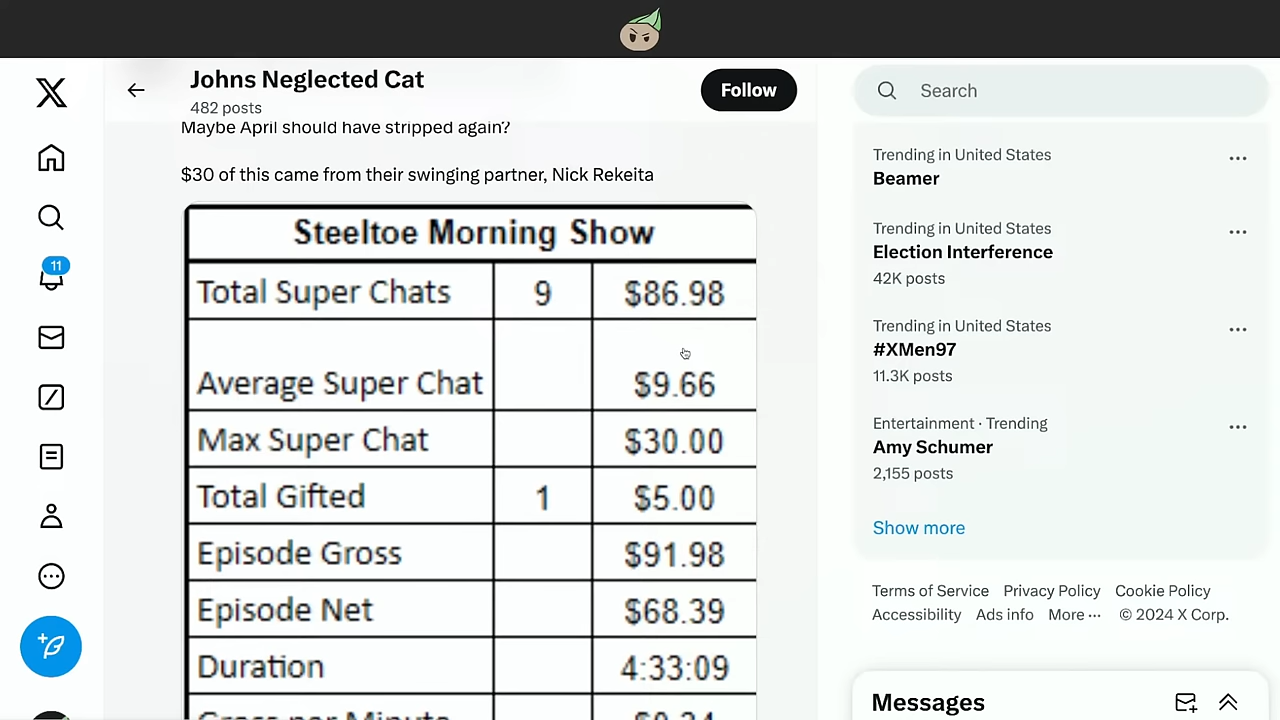 Johns Neglected Cat
482 posts
Follow
Maybe April should have stripped again?
$30 of this came from their swinging partner, Nick Rekeita
Steeltoe Morning Show
Total Super Chats 9 $86.98
Average Super Chat $9.66
Max Super Chat $30.00
Total Gifted 1 $5.00
Episode Gross $91.98
Episode Net $68.39
Duration 4:33:09
11
Search
Trending in United States
Beamer
Trending in United States
Election Interference
42K posts
Trending in United States
#XMen97
11.3K posts
Entertainment · Trending
Amy Schumer
2,155 posts
Show more
Terms of Service Privacy Policy Cookie Policy
Accessibility Ads info More ··· © 2024 X Corp.
Messages